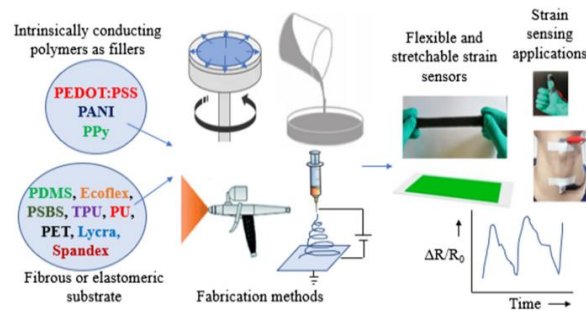 Intrinsically conducting
polymers as fillers
PEDOT:PSS
PANI
PPy
PDMS, Ecoflex,
PSBS, TPU, PU,
PET, Lycra,
Spandex
Fibrous or elastomeric
substrate
Fabrication methods
Flexible and
stretchable strain
sensors
Strain
sensing
applications
ΔR/R₀
Time